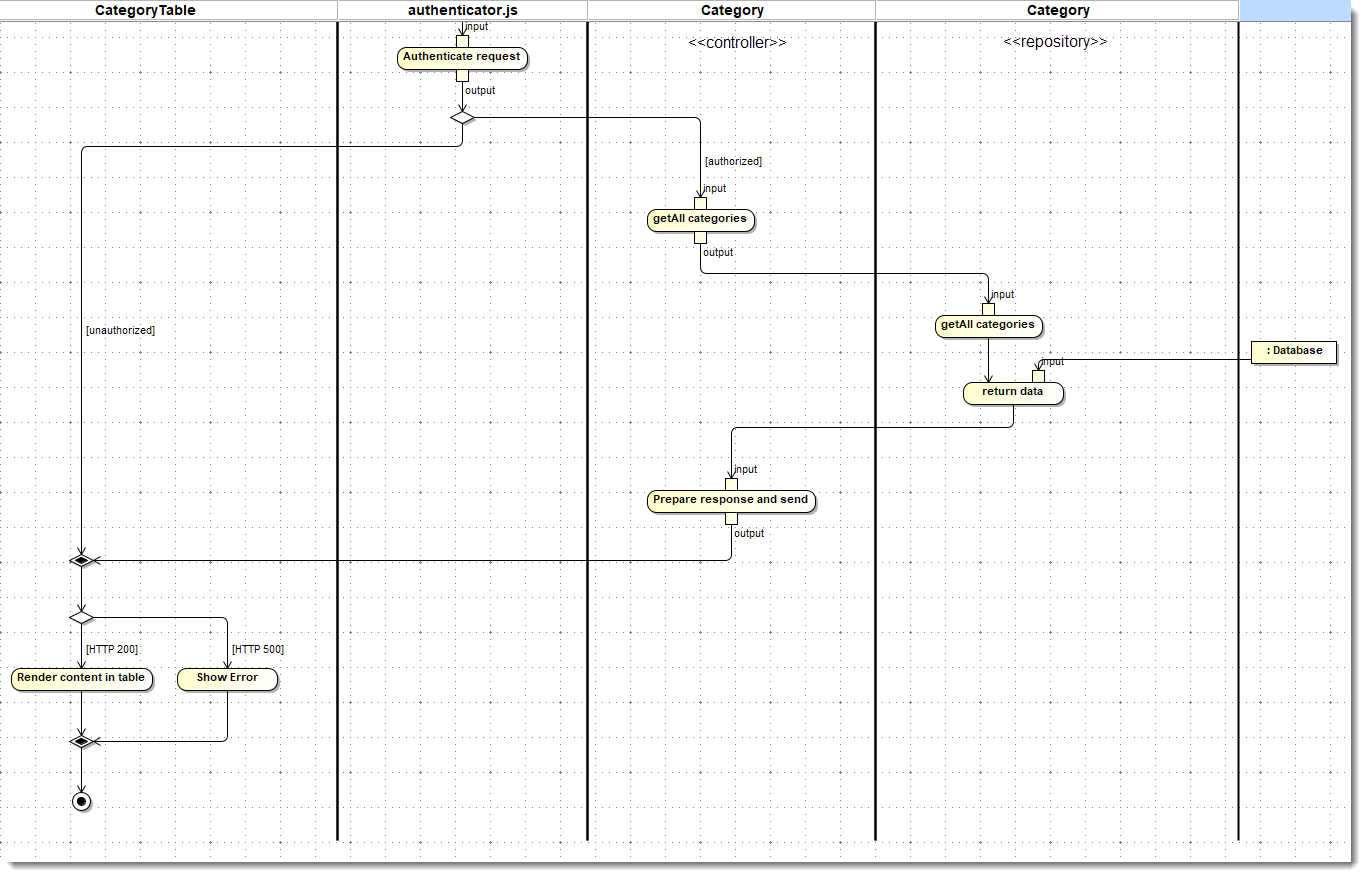 CategoryTable
authenticator.js
Category
Category
input
<<controller>>
<<repository>>
Authenticate request
output
[authorized]
input
getAll categories
output
input
getAll categories
[unauthorized]
: Database
input
return data
input
Prepare response and send
output
[HTTP 200]
[HTTP 500]
Render content in table
Show Error